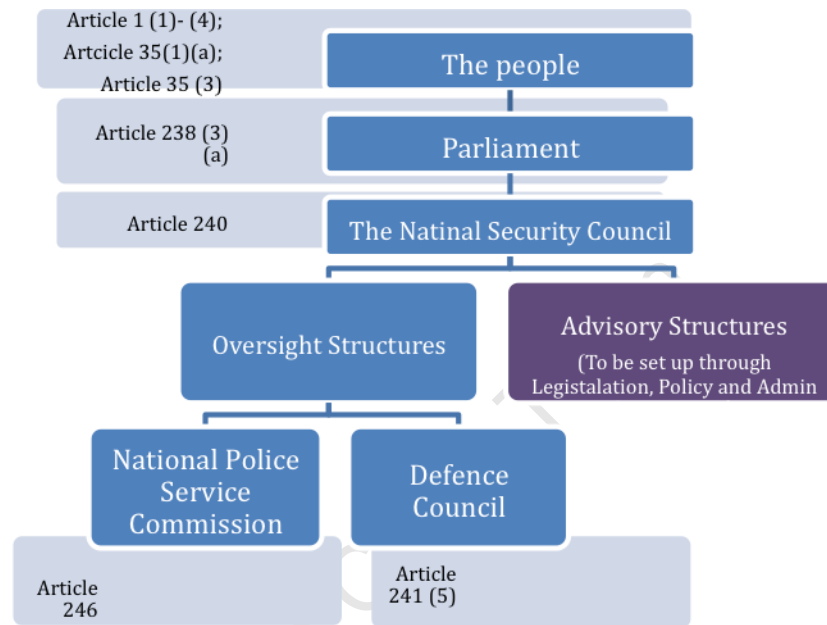 Article 1 (1)- (4);
Artcicle 35(1)(a);
Article 35 (3)
The people
Article 238 (3)
(a)
Parliament
Article 240
The Natinal Security Council
Oversight Structures
Advisory Structures
(To be set up through
Legistalation, Policy and Admin
National Police
Service
Commission
Defence
Council
Article
246
Article
241 (5)